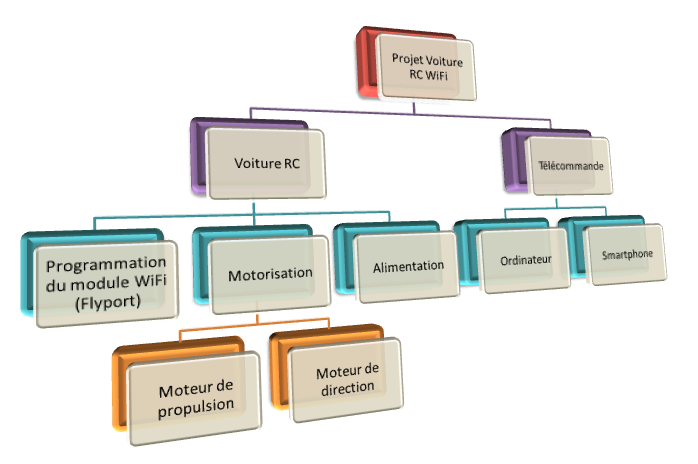 Projet Voiture
RC WiFi
Voiture RC
Télécommande
Programmation
du module WiFi
(Flyport)
Motorisation
Alimentation
Ordinateur
Smartphone
Moteur de
propulsion
Moteur de
direction